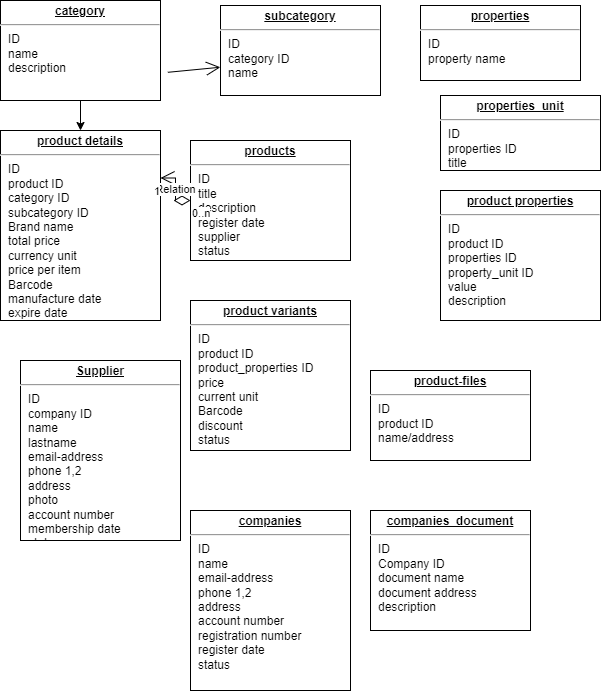 category
ID
name
description
subcategory
ID
category ID
name
properties
ID
property name
properties_unit
ID
properties ID
title
product details
ID
product ID
category ID
subcategory ID
Brand name
total price
currency unit
price per item
Barcode
manufacture date
expire date
1
Relation
0..n
products
ID
title
description
register date
supplier
status
product properties
ID
product ID
properties ID
property_unit ID
value
description
product variants
ID
product ID
product_properties ID
price
current unit
Barcode
discount
status
Supplier
ID
company ID
name
lastname
email-address
phone 1,2
address
photo
account number
membership date
product-files
ID
product ID
name/address
companies
ID
name
email-address
phone 1,2
address
account number
registration number
register date
status
companies_document
ID
Company ID
document name
document address
description